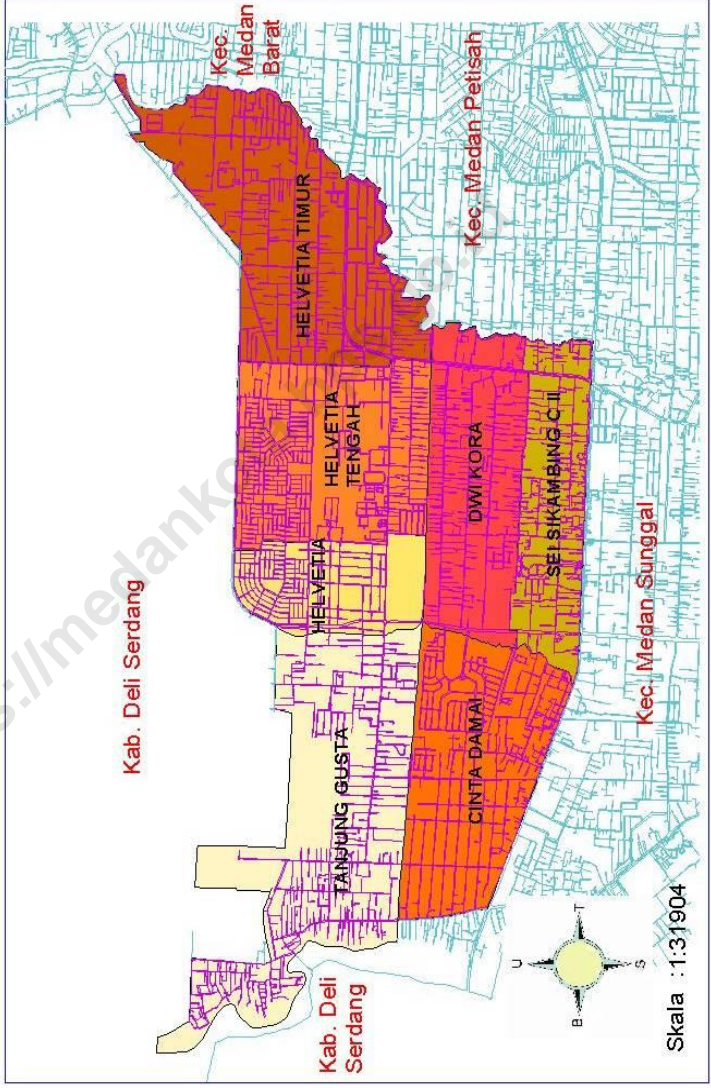 Kab. Deli Serdang
Kec.
Medan
Barat
HELVETIA TIMUR
HELVETIA
TENGAH
HELVETIA
TANJUNG GUSTA
Kab. Deli
Serdang
Kec. Medan Petisah
DWI KORA
CINTA DAMAI
SEI SIKAMBING C II
Kec. Medan Sunggal
U
B
T
S
Skala : 1:31904
s://medanko